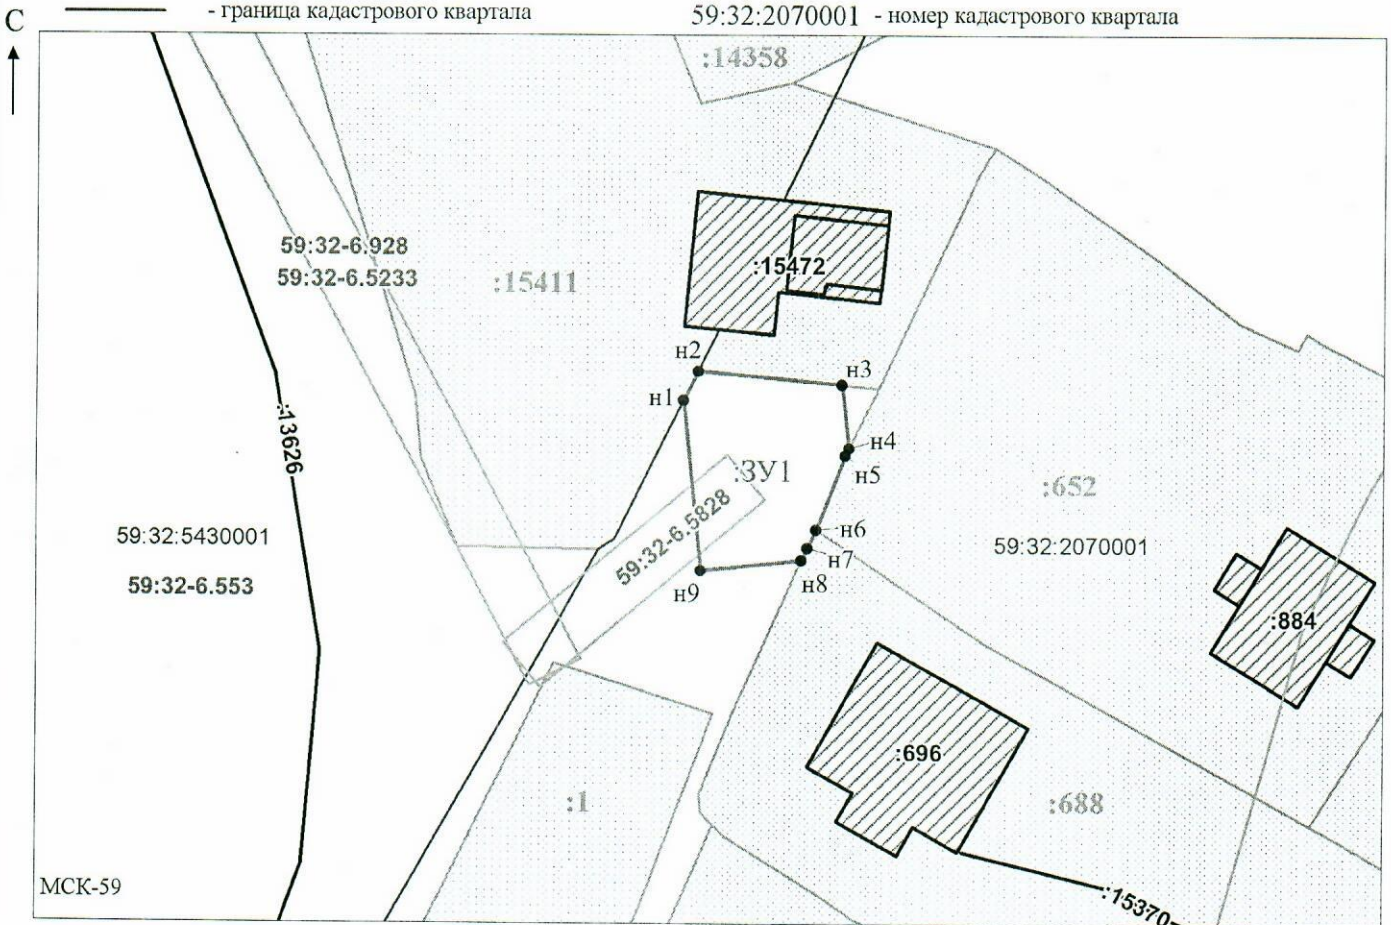 - граница кадастрового квартала
59:32:2070001 - номер кадастрового квартала
С
:14358
59:32-6.928
59:32-6.5233
:15411
:15472
н2
н3
н1
:13626
н4
н5
:ЗУ1
:652
59:32-6.5828
н6
59:32:5430001
59:32:2070001
н7
н8
59:32-6.553
н9
:884
:696
:1
:688
МСК-59
:15370